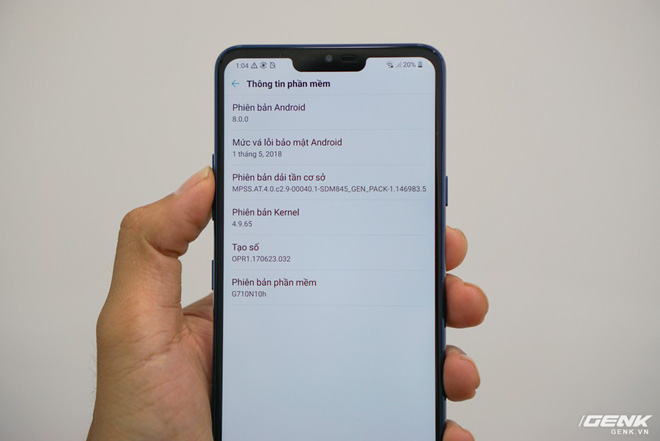 1:04
20%
Thông tin phần mềm
Phiên bản Android
8.0.0
Mức vá lỗi bảo mật Android
1 tháng 5, 2018
Phiên bản dải tần cơ sở
MPSS.AT.4.0.c2.9-00040.1-SDM845_GEN_PACK-1.146983.5
Phiên bản Kernel
4.9.65
Tạo số
OPR1.170623.032
Phiên bản phần mềm
G710N10h
GENK
GENK.VN